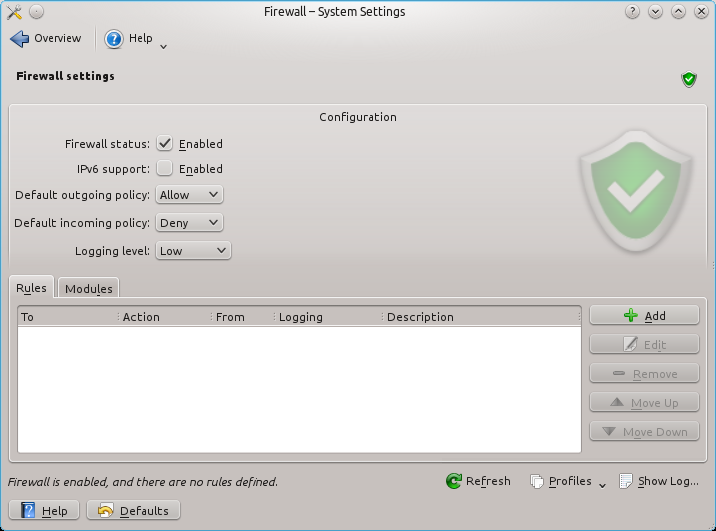 Firewall – System Settings
Overview Help
Firewall settings
Configuration
Firewall status: Enabled
IPv6 support: Enabled
Default outgoing policy: Allow
Default incoming policy: Deny
Logging level: Low
Rules Modules
To Action From Logging Description
Add
Edit
Remove
Move Up
Move Down
Firewall is enabled, and there are no rules defined.
Refresh Profiles Show Log...
Help Defaults